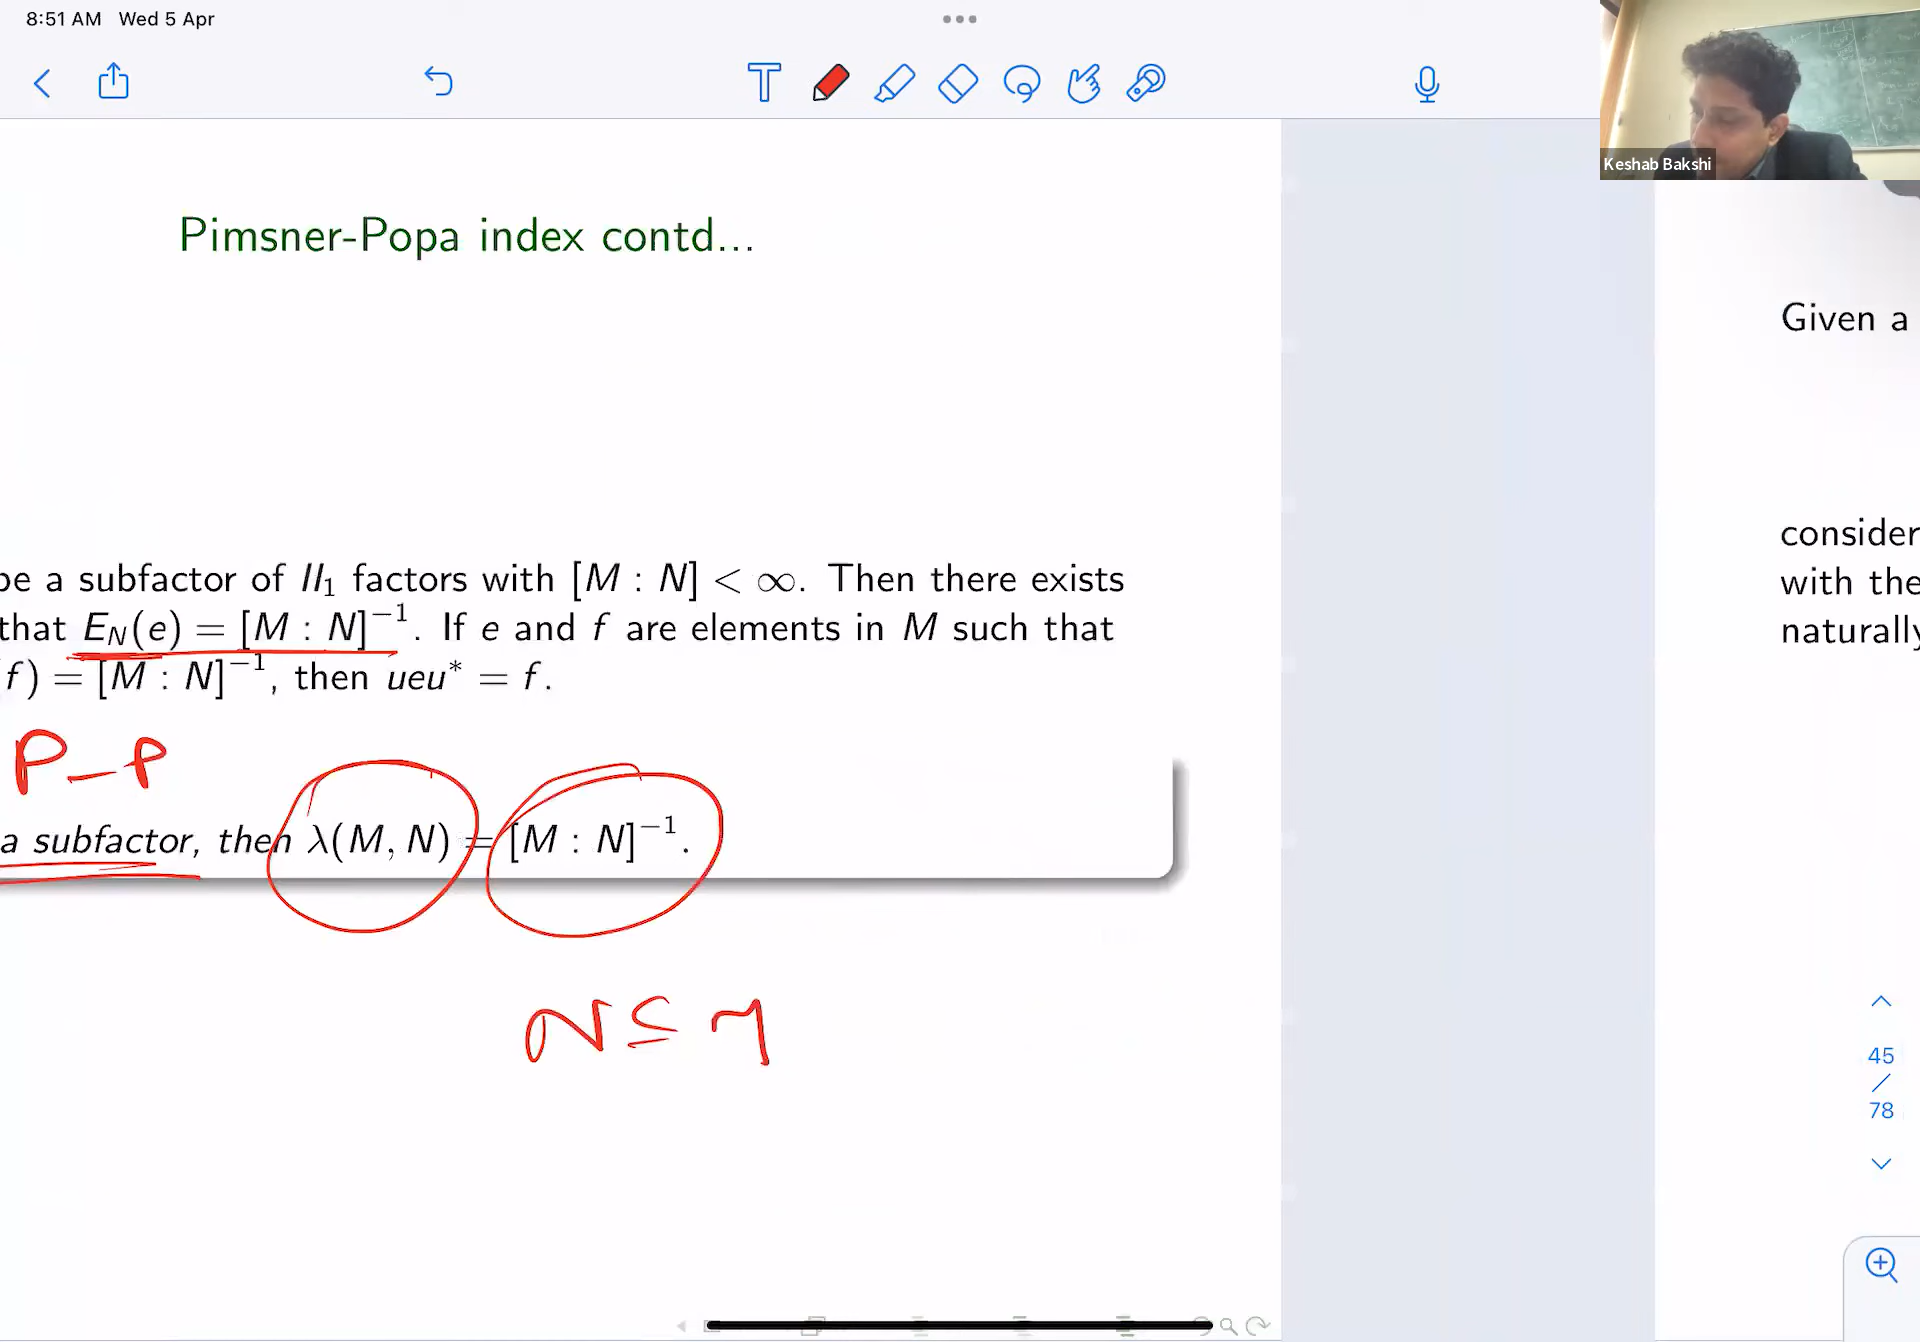 8:51 AM Wed 5 Apr
Keshab Bakshi
Pimsner-Popa index contd...
be a subfactor of II₁ factors with [M : N] < ∞. Then there exists
that E_N(e) = [M : N]⁻¹. If e and f are elements in M such that
f) = [M : N]⁻¹, then ueu* = f.
P-P
a subfactor, then λ(M, N) = [M : N]⁻¹.
N ⊆ M
Given a
consider
with the
naturally
45
/
78